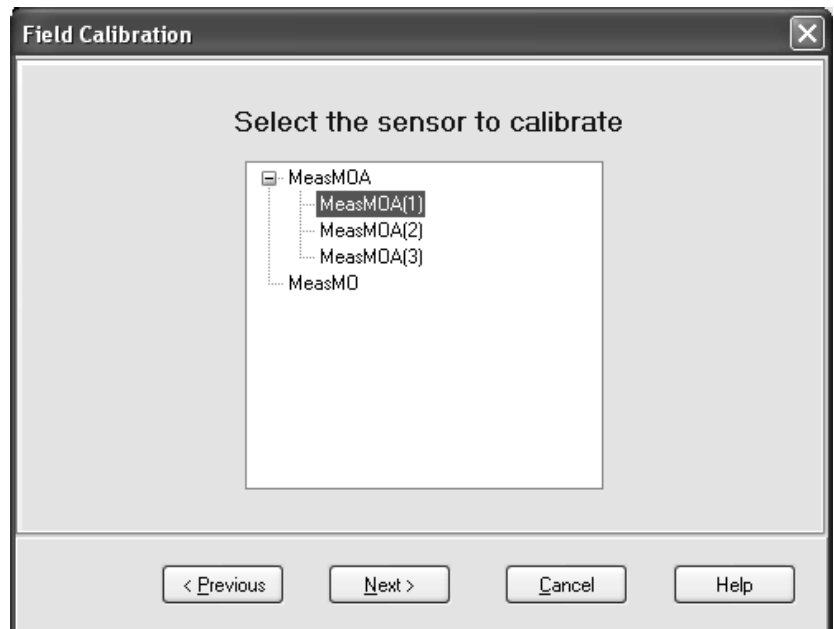 Field Calibration
Select the sensor to calibrate
MeasMOA
MeasMOA(1)
MeasMOA(2)
MeasMOA(3)
MeasMO
< Previous Next > Cancel Help